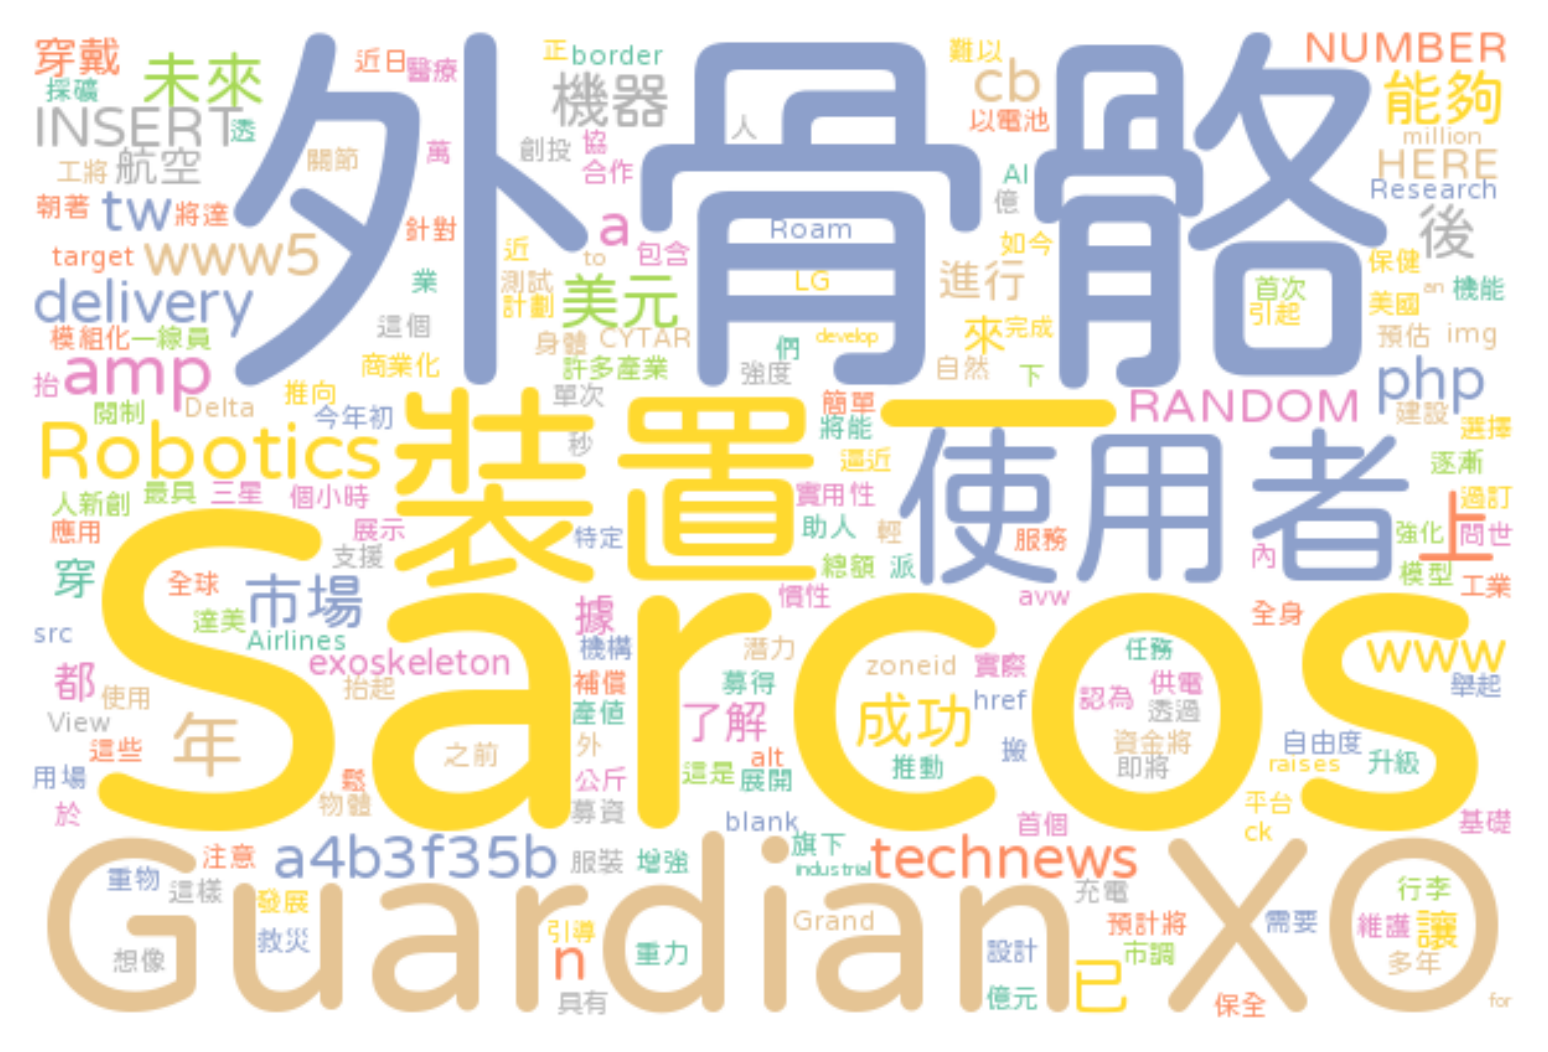 穿戴 未來 近日 醫療 正 border 難以 NUMBER
採礦 機器 cb 能夠
外骨骼
INSERT 透 人 以電池 million
工將 航空 關節 萬 創投 協 合作 AI HERE
朝著 tw 將達 針對 a Roam 億 Research 後
target www5 近 to 包含 如今 保健
delivery 業 測試 計劃 美元 LG 進行 首次 引起 美國 an 機能
模組化 一線員 這個 身體 CYTAR 們 develop 來 完成 預估 img
抬 amp 商業化 許多產業 強度 自然 下 php
閱制 Delta 推向 今年初 單次 簡單 將能 一 RANDOM 建設 選擇
Robotics 裝置 秒 逼近 使用者 逐漸
人新創 最具 三星 個小時 實用性 過訂
應用 展示 支援 特定 助人 輕 服務 內 上 強化 問世
穿 全球 市場 總額 派 模型 工業
Sarcos
達美 據 慣性 avw 全身
src Airlines exoskeleton 機構 潛力 zoneid 實際 任務 www
都 使用 抬起 補償 募得 href 認為 供電 舉起
View 年 產值 了解 成功 透過
這些 之前 外 alt 推動 搬 資金將 即將 自由度 升級
用場 鬆 公斤 這是 展開 raises
於 物體 募資 blank 首個 平台 ck 基礎
注意 a4b3f35b 服裝 增強 旗下 industrial technews
Guardian XO
重物 這樣 發展 充電 行李
救災 引導 Grand 預計將 需要 維護 讓
想像 n 重力 設計 市調 多年
具有 億元 已 保全 for